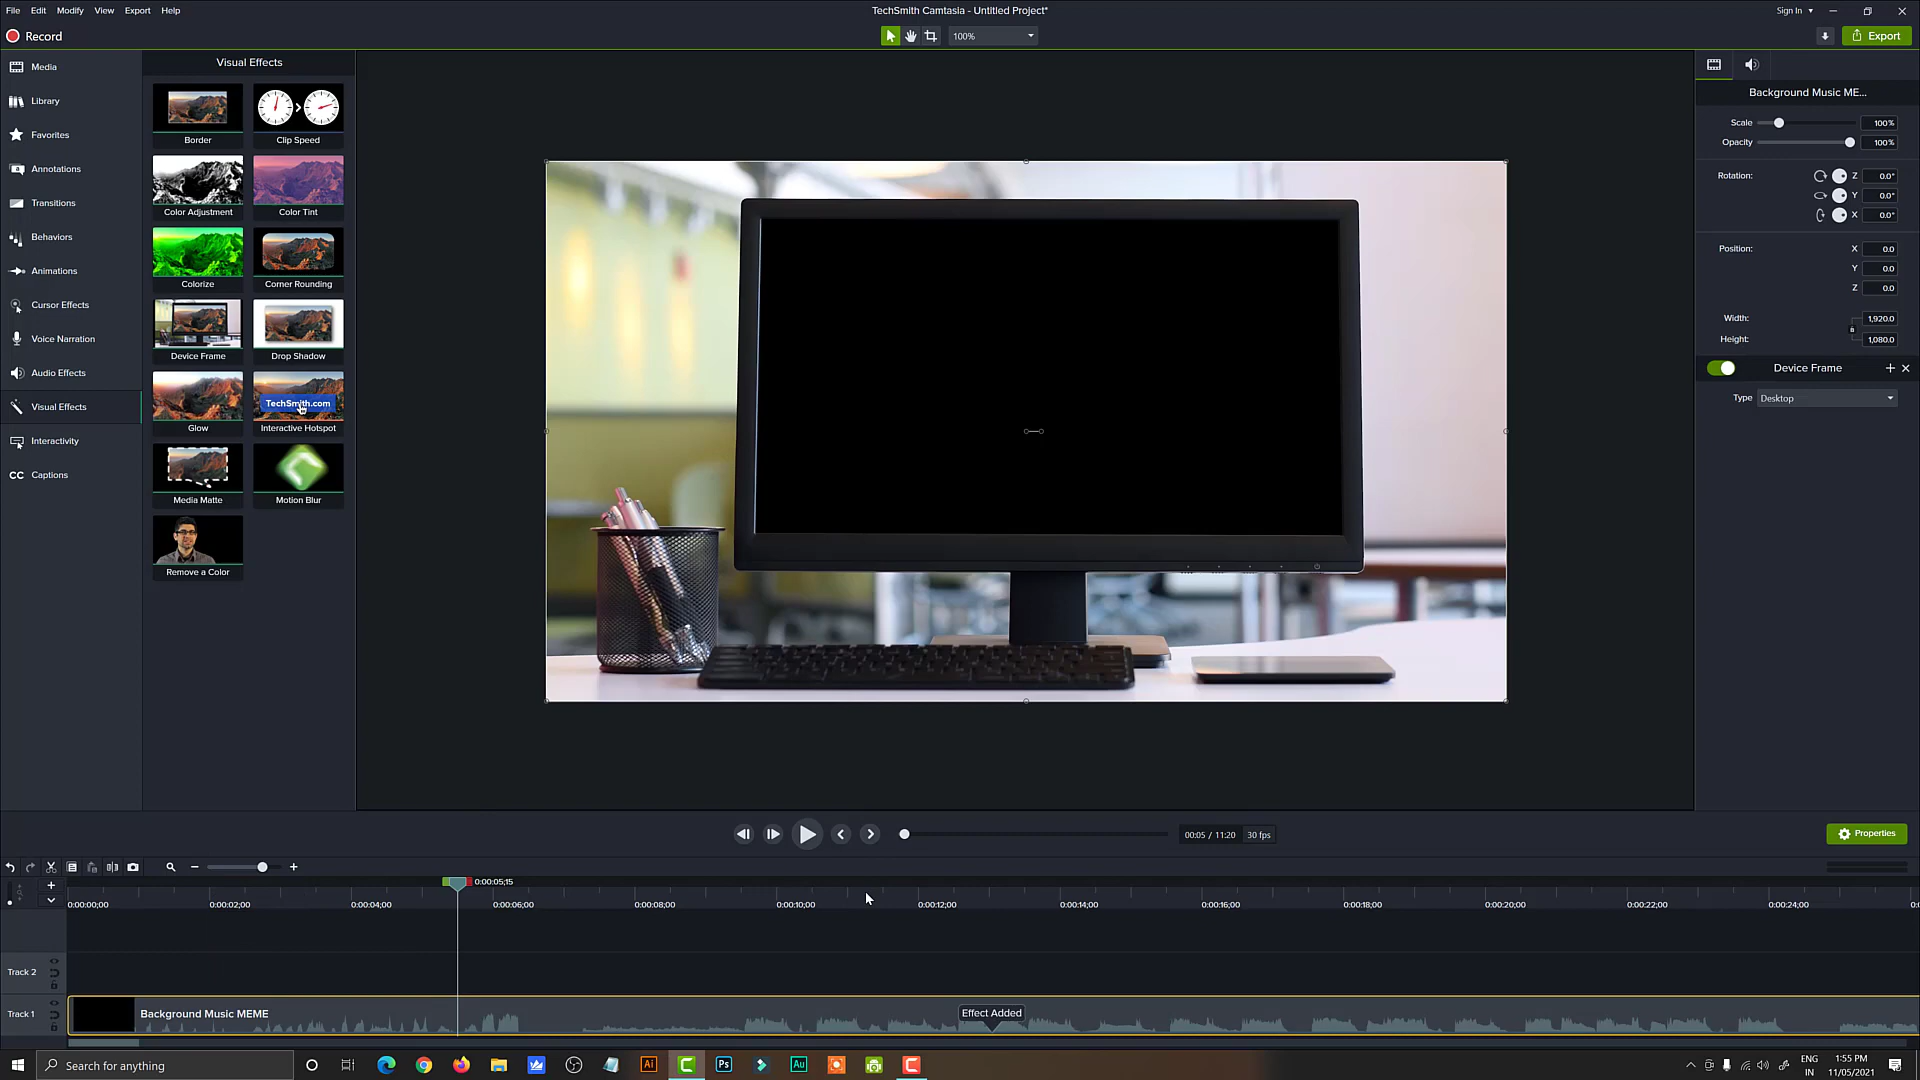 File Edit Modify View Export Help
TechSmith Camtasia - Untitled Project*
Sign In
Record
100%
Export
Media
Library
Favorites
Annotations
Transitions
Behaviors
Animations
Cursor Effects
Voice Narration
Audio Effects
Visual Effects
Interactivity
CC Captions
Visual Effects
Border
Clip Speed
Color Adjustment
Color Tint
Colorize
Corner Rounding
Device Frame
Drop Shadow
Glow
TechSmith.com
Interactive Hotspot
Media Matte
Motion Blur
Remove a Color
Background Music ME...
Scale 100%
Opacity 100%
Rotation: Z 0.0°
Y 0.0°
X 0.0°
Position: X 0.0
Y 0.0
Z 0.0
Width: 1,920.0
Height: 1,080.0
Device Frame
Type Desktop
00:05 / 11:20 30 fps
Properties
0:00:05;15
0:00:00;00 0:00:02;00 0:00:04;00 0:00:06;00 0:00:08;00 0:00:10;00 0:00:12;00 0:00:14;00 0:00:16;00 0:00:18;00 0:00:20;00 0:00:22;00 0:00:24;00 0:
Track 2
Track 1
Background Music MEME
Effect Added
Search for anything
Ai
Ps
Au
ENG
IN
1:55 PM
11/05/2021